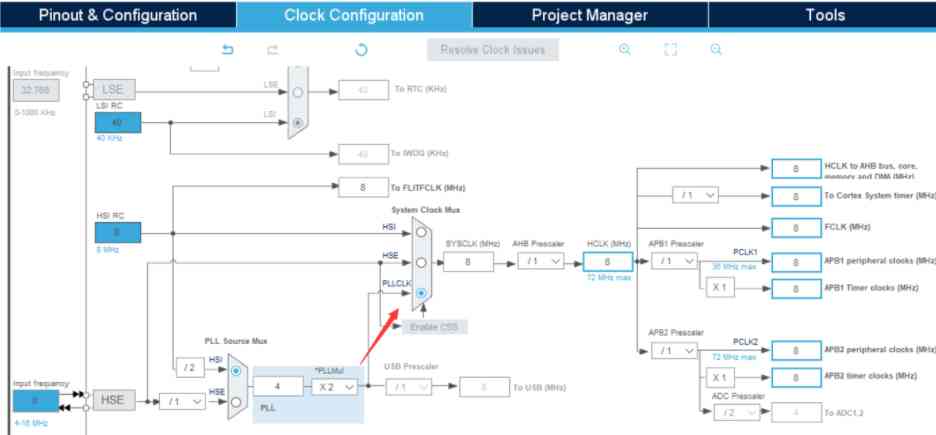 Pinout & Configuration
Clock Configuration
Project Manager
Tools
Resolve Clock Issues
Input frequency
32.768
0-1000 KHz
LSE
LSI RC
40
40 KHz
LSE
LSI
40
To RTC (KHz)
40
To IWDG (KHz)
8
To FLITFCLK (MHz)
HSI RC
8
8 MHz
System Clock Mux
HSI
HSE
PLLCLK
SYSCLK (MHz)
8
AHB Prescaler
/ 1
HCLK (MHz)
8
72 MHz max
Enable CSS
8
HCLK to AHB bus, core,
memory and DMA (MHz)
/ 1
8
To Cortex System timer (MHz)
8
FCLK (MHz)
APB1 Prescaler
/ 1
PCLK1
36 MHz max
8
APB1 peripheral clocks (MHz)
X 1
8
APB1 Timer clocks (MHz)
APB2 Prescaler
/ 1
PCLK2
72 MHz max
8
APB2 peripheral clocks (MHz)
X 1
8
APB2 timer clocks (MHz)
ADC Prescaler
/ 2
4
To ADC1,2
PLL Source Mux
HSI
/ 2
HSE
/ 1
4
*PLLMul
X 2
PLL
USB Prescaler
/ 1
8
To USB (MHz)
Input frequency
8
4-16 MHz
HSE